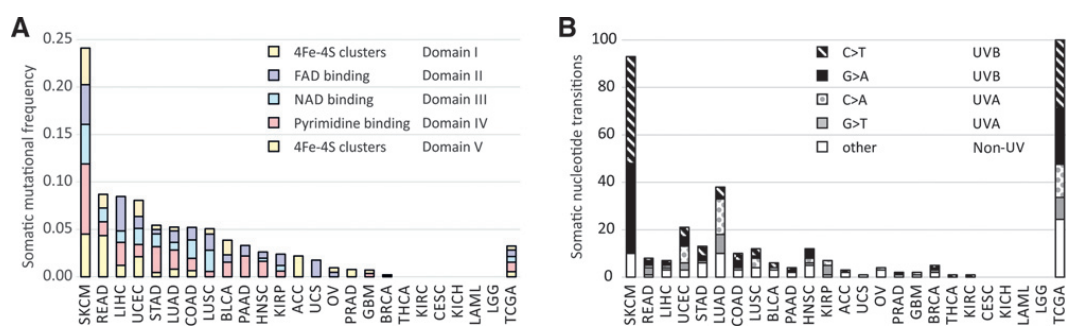 A
Somatic mutational frequency
0.25
0.20
0.15
0.10
0.05
0.00
4Fe-4S clusters Domain I
FAD binding Domain II
NAD binding Domain III
Pyrimidine binding Domain IV
4Fe-4S clusters Domain V
SKCM
READ
LIHC
UCEC
STAD
LUAD
COAD
LUSC
BLCA
PAAD
HNSC
KIRP
ACC
UCS
OV
PRAD
GBM
BRCA
THCA
KIRC
CESC
KICH
LAML
LGG
TCGA
B
Somatic nucleotide transitions
100
80
60
40
20
0
C>T UVB
G>A UVB
C>A UVA
G>T UVA
other Non-UV
SKCM
READ
LIHC
UCEC
STAD
LUAD
COAD
LUSC
BLCA
PAAD
HNSC
KIRP
ACC
UCS
OV
PRAD
GBM
BRCA
THCA
KIRC
CESC
KICH
LAML
LGG
TCGA